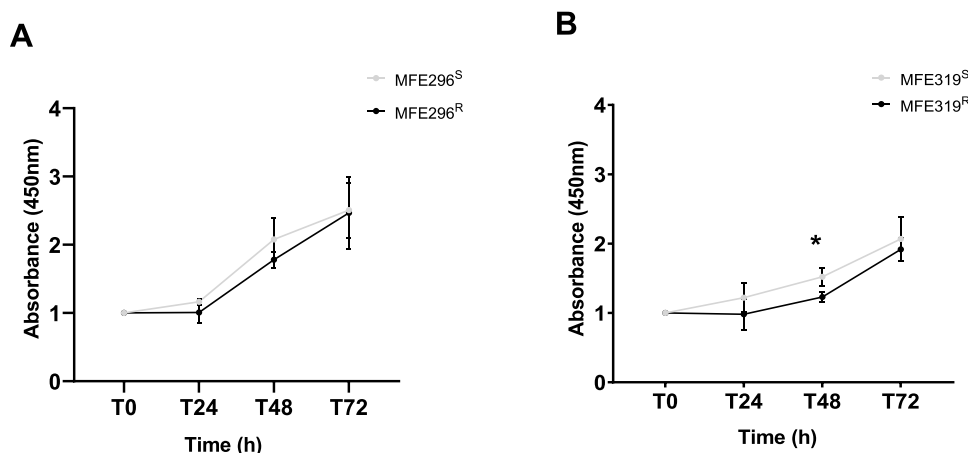 A
MFE296ˢ
MFE296ᴿ
Absorbance (450nm)
4
3
2
1
0
T0 T24 T48 T72
Time (h)
B
MFE319ˢ
MFE319ᴿ
Absorbance (450nm)
4
3
2
1
0
*
T0 T24 T48 T72
Time (h)